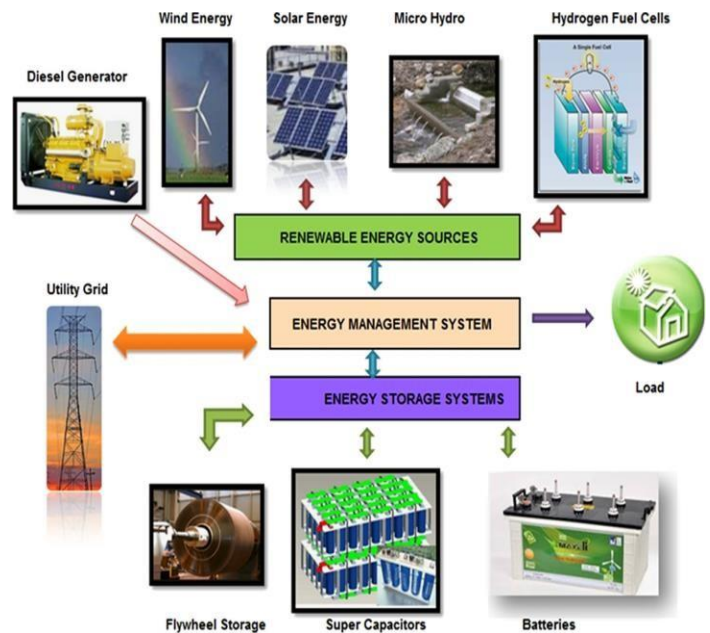 Wind Energy
Solar Energy
Micro Hydro
Hydrogen Fuel Cells
Diesel Generator
A Single Fuel Cell
RENEWABLE ENERGY SOURCES
Utility Grid
ENERGY MANAGEMENT SYSTEM
Load
ENERGY STORAGE SYSTEMS
Flywheel Storage
Super Capacitors
Batteries